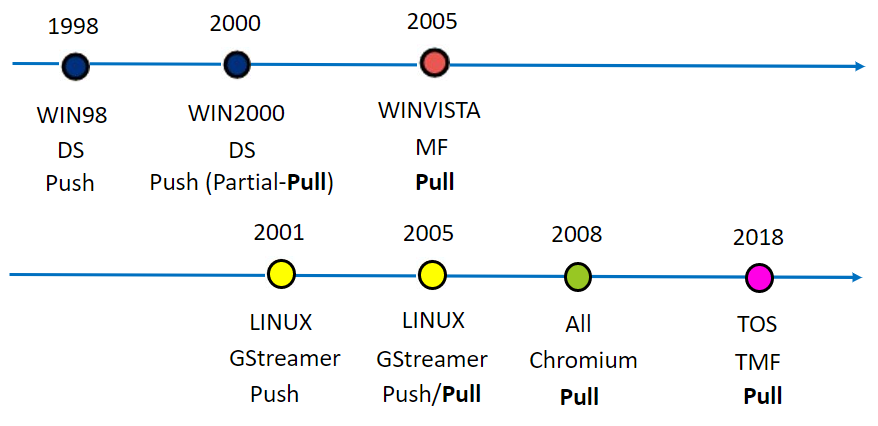 1998 2000 2005
WIN98 WIN2000 WINVISTA
DS DS MF
Push Push (Partial-Pull) Pull
2001 2005 2008 2018
LINUX LINUX All TOS
GStreamer GStreamer Chromium TMF
Push Push/Pull Pull Pull